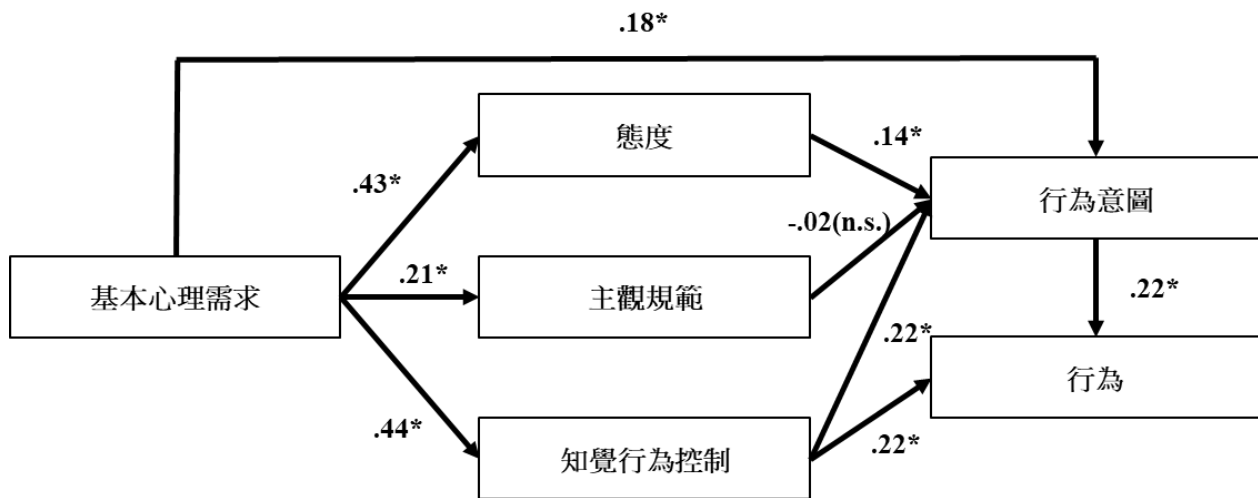 .18*
態度
.14*
.43*
行為意圖
-.02(n.s.)
.21*
基本心理需求
主觀規範
.22*
.22*
行為
.44*
知覺行為控制
.22*